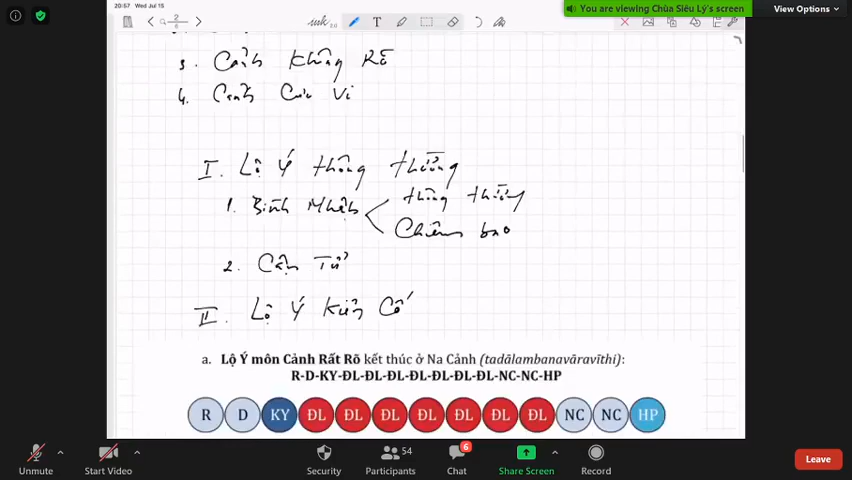 20:57 Wed Jul 15
2
6
You are viewing Chùa Siêu Lý's screen
View Options
3. Cảnh Không Rõ
4. Cảnh Cực Vi
I. Lộ Ý thông thường
1. Bình Nhật
thông thường
Chiêm bao
2. Cận Tử
II. Lộ Ý Kiên Cố
a. Lộ Ý môn Cảnh Rất Rõ kết thúc ở Na Cảnh (tadālambanavāravīthi):
R-D-KY-ĐL-ĐL-ĐL-ĐL-ĐL-ĐL-ĐL-NC-NC-HP
R D KY ĐL ĐL ĐL ĐL ĐL ĐL ĐL NC NC HP
6
54
Unmute Start Video Security Participants Chat Share Screen Record Leave